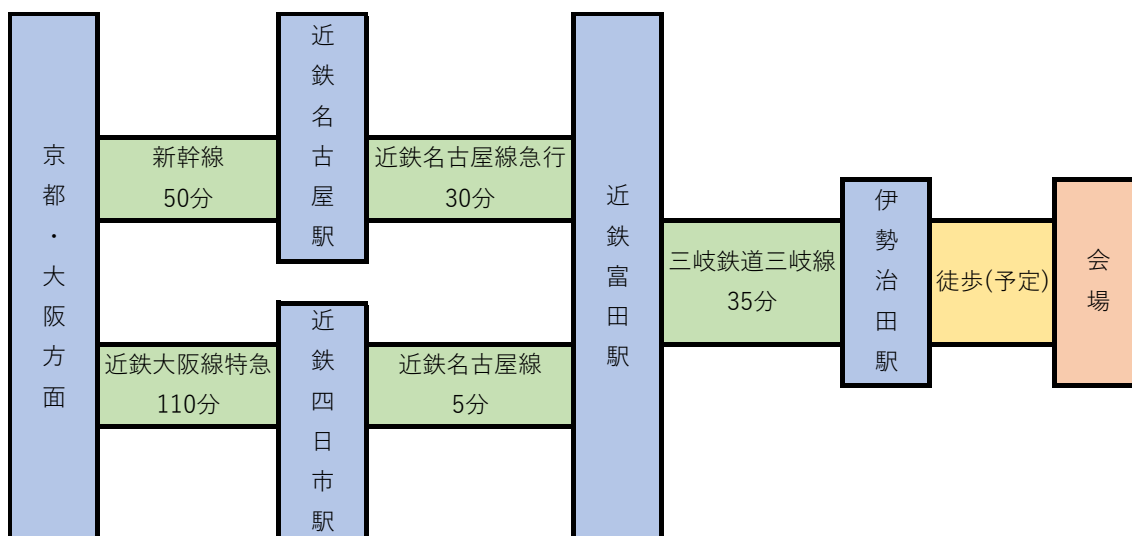 京都・大阪方面
新幹線
50分
近鉄名古屋駅
近鉄名古屋線急行
30分
近鉄大阪線特急
110分
近鉄四日市駅
近鉄名古屋線
5分
近鉄富田駅
三岐鉄道三岐線
35分
伊勢治田駅
徒歩(予定)
会場